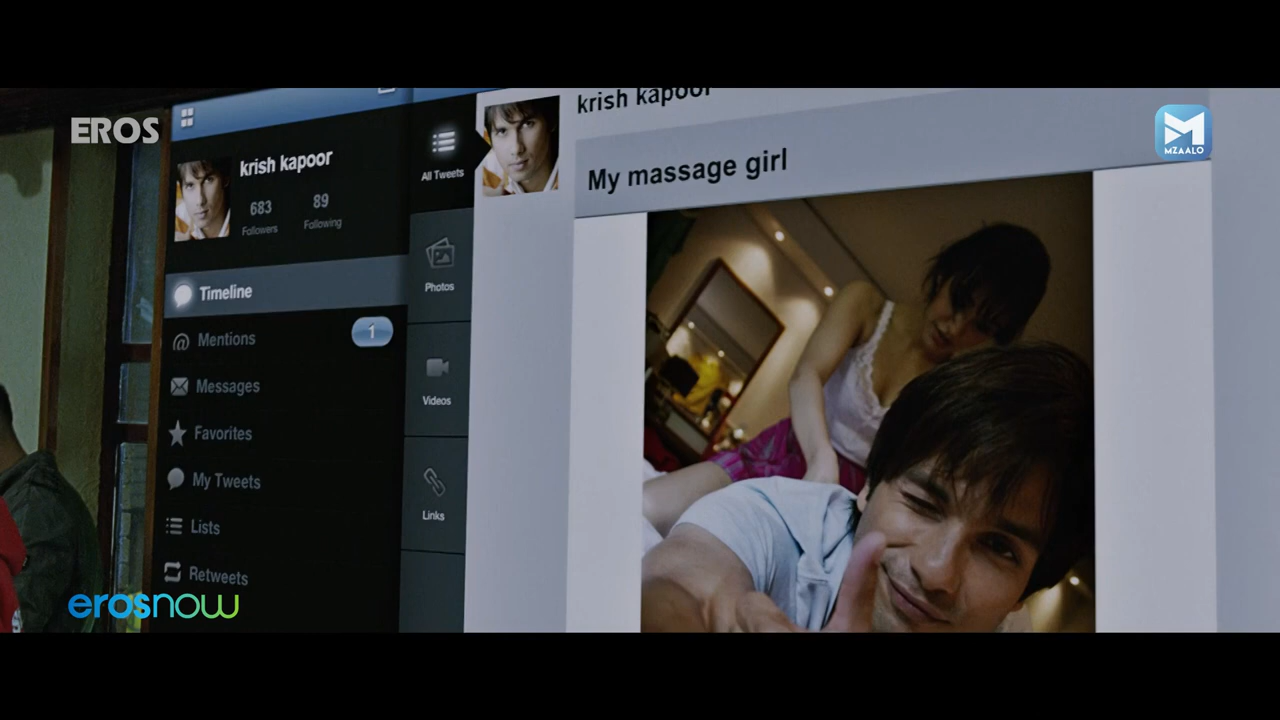 EROS
MZAALO
krish kapoor
683
Followers
89
Following
Timeline
@ Mentions
1
Messages
Favorites
My Tweets
Lists
Retweets
All Tweets
Photos
Videos
Links
krish kapoor
My massage girl
erosnow